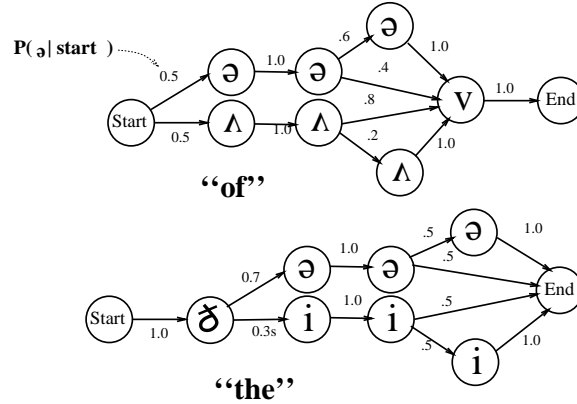 ə
.6
1.0
P( ə | start )
0.5
ə
1.0
ə
.4
.8
v
1.0
End
Start
0.5
ʌ
1.0
ʌ
.2
1.0
ʌ
“of”
ə
.5
1.0
ə
1.0
ə
.5
0.7
Start
1.0
ð
0.3s
i
1.0
i
.5
End
.5
i
1.0
“the”